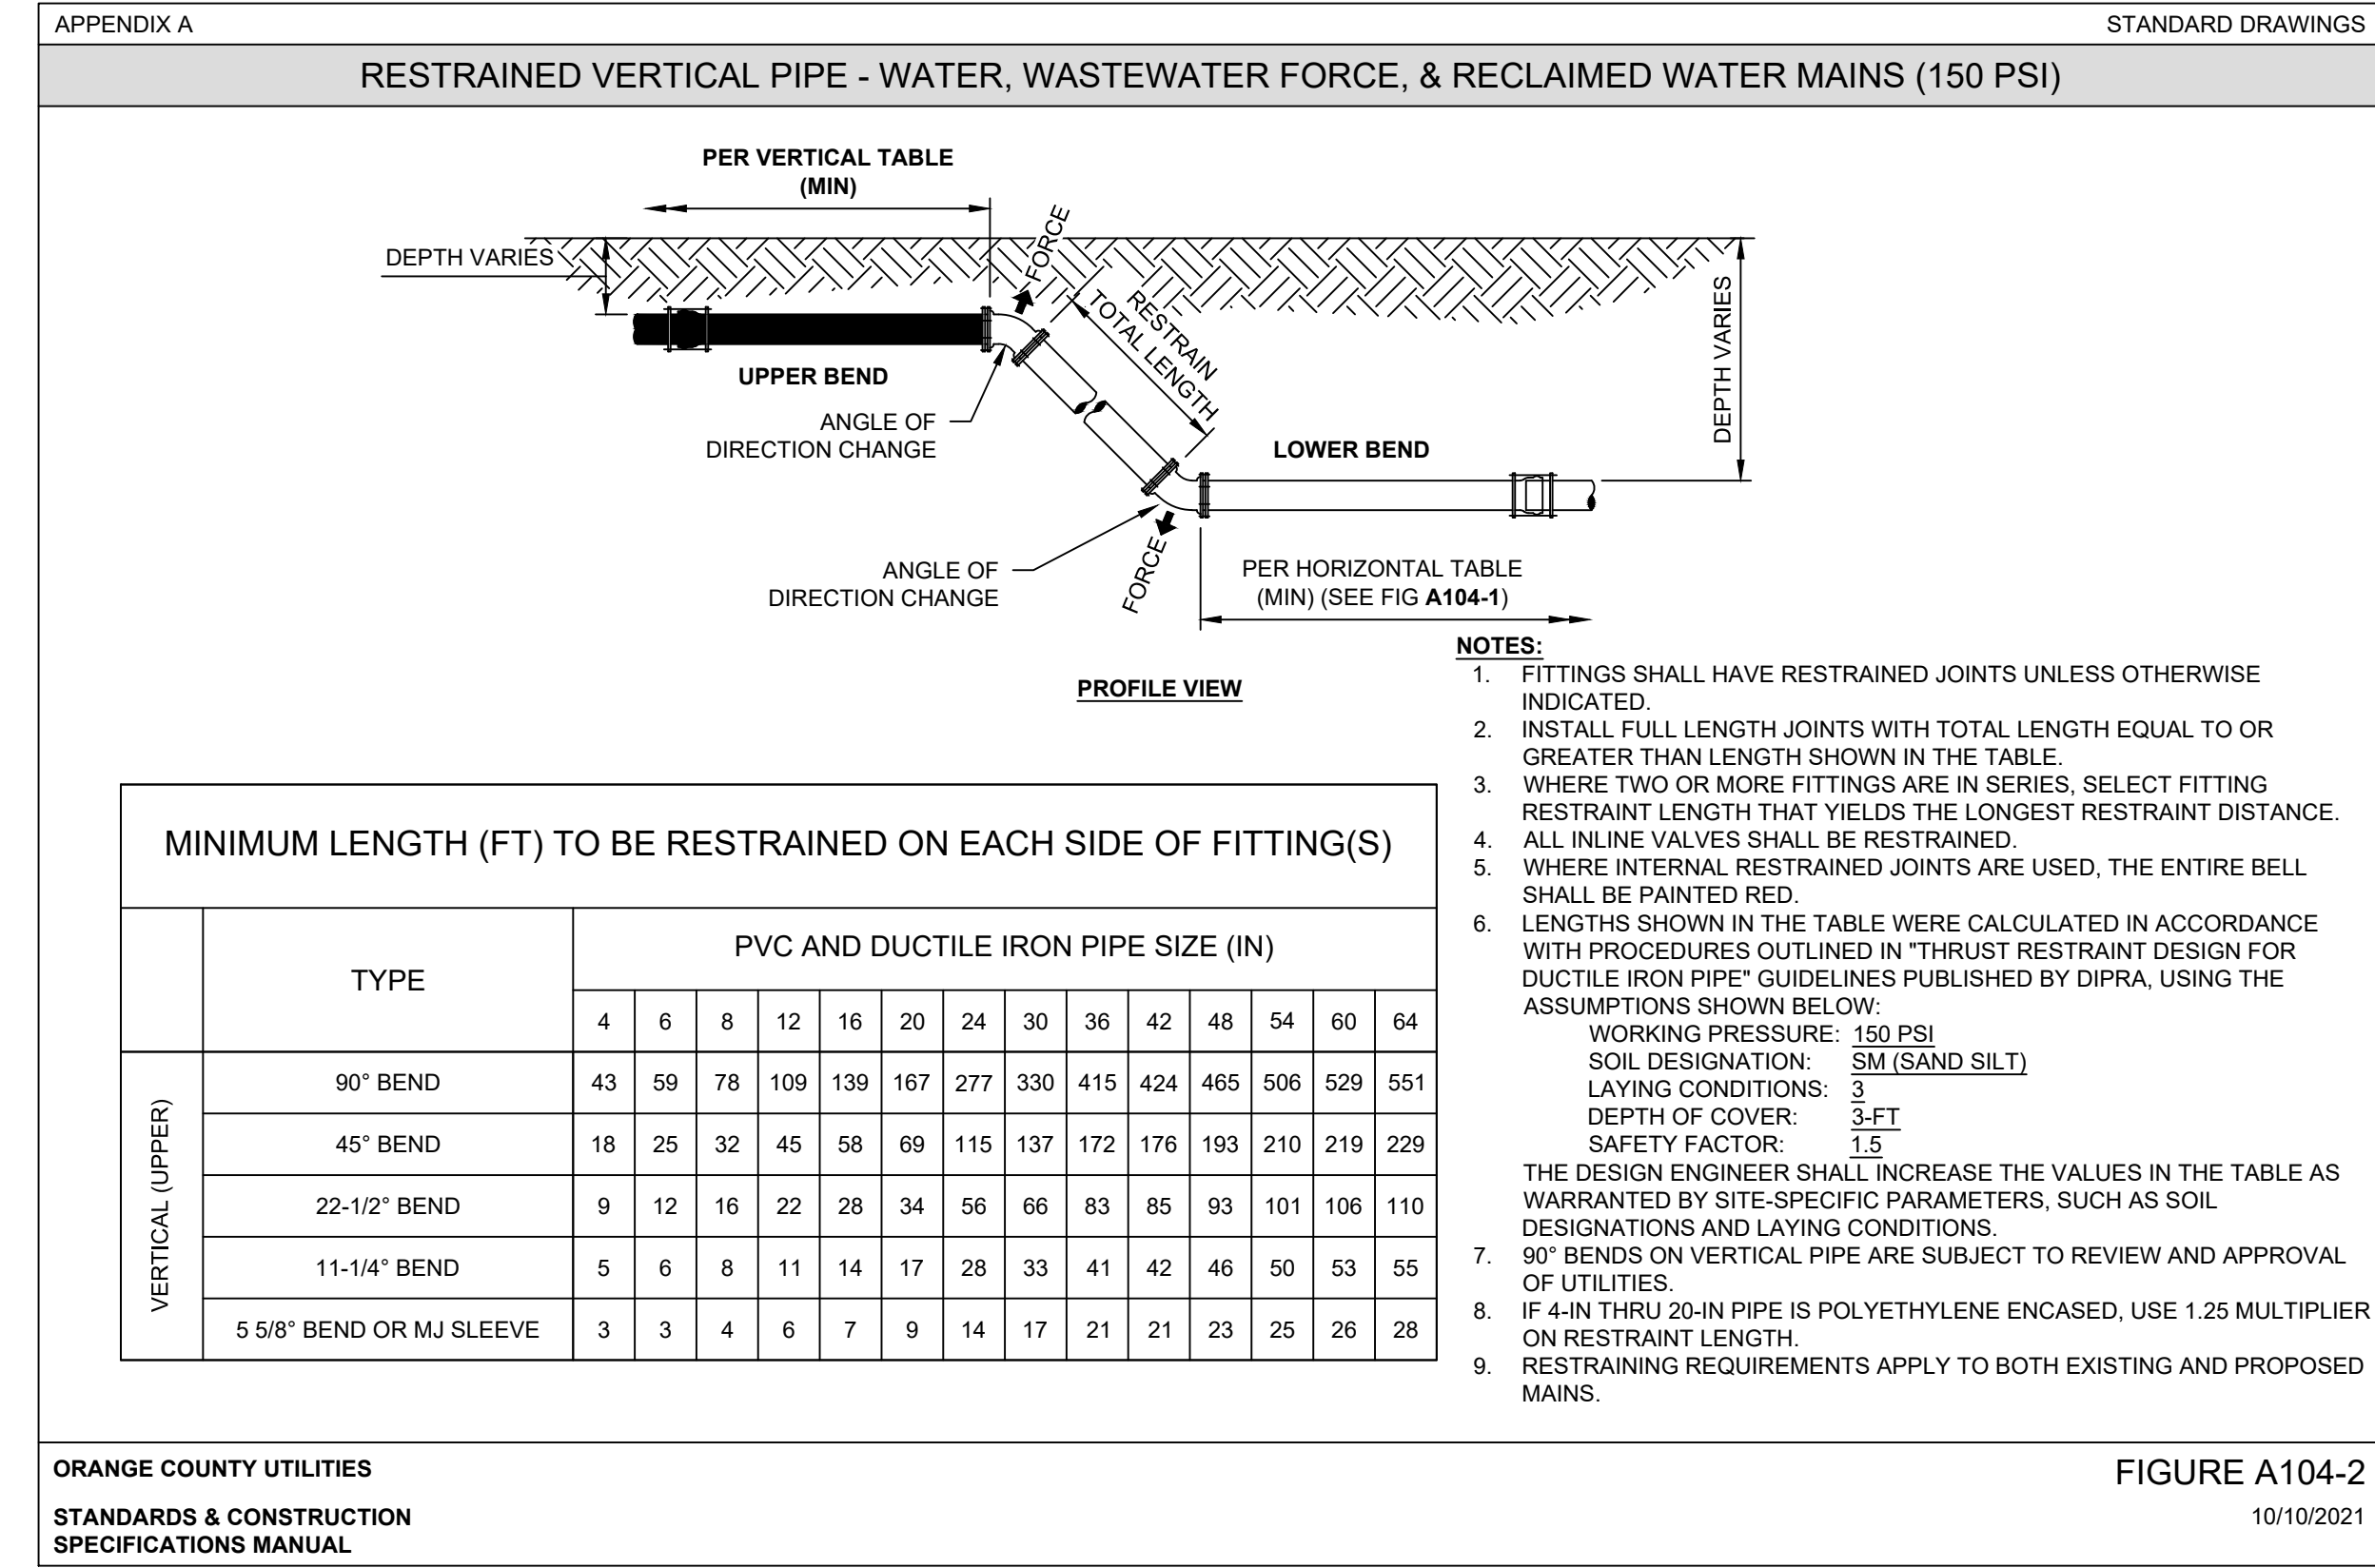 APPENDIX A
STANDARD DRAWINGS
RESTRAINED VERTICAL PIPE - WATER, WASTEWATER FORCE, & RECLAIMED WATER MAINS (150 PSI)
PER VERTICAL TABLE
(MIN)
DEPTH VARIES
FORCE
RESTRAIN
TOTAL LENGTH
DEPTH VARIES
UPPER BEND
ANGLE OF
DIRECTION CHANGE
LOWER BEND
ANGLE OF
DIRECTION CHANGE
FORCE
PER HORIZONTAL TABLE
(MIN) (SEE FIG A104-1)
PROFILE VIEW
MINIMUM LENGTH (FT) TO BE RESTRAINED ON EACH SIDE OF FITTING(S)
TYPE
PVC AND DUCTILE IRON PIPE SIZE (IN)
4 6 8 12 16 20 24 30 36 42 48 54 60 64
VERTICAL (UPPER)
90° BEND 43 59 78 109 139 167 277 330 415 424 465 506 529 551
45° BEND 18 25 32 45 58 69 115 137 172 176 193 210 219 229
22-1/2° BEND 9 12 16 22 28 34 56 66 83 85 93 101 106 110
11-1/4° BEND 5 6 8 11 14 17 28 33 41 42 46 50 53 55
5 5/8° BEND OR MJ SLEEVE 3 3 4 6 7 9 14 17 21 21 23 25 26 28
NOTES:
1. FITTINGS SHALL HAVE RESTRAINED JOINTS UNLESS OTHERWISE
INDICATED.
2. INSTALL FULL LENGTH JOINTS WITH TOTAL LENGTH EQUAL TO OR
GREATER THAN LENGTH SHOWN IN THE TABLE.
3. WHERE TWO OR MORE FITTINGS ARE IN SERIES, SELECT FITTING
RESTRAINT LENGTH THAT YIELDS THE LONGEST RESTRAINT DISTANCE.
4. ALL INLINE VALVES SHALL BE RESTRAINED.
5. WHERE INTERNAL RESTRAINED JOINTS ARE USED, THE ENTIRE BELL
SHALL BE PAINTED RED.
6. LENGTHS SHOWN IN THE TABLE WERE CALCULATED IN ACCORDANCE
WITH PROCEDURES OUTLINED IN "THRUST RESTRAINT DESIGN FOR
DUCTILE IRON PIPE" GUIDELINES PUBLISHED BY DIPRA, USING THE
ASSUMPTIONS SHOWN BELOW:
WORKING PRESSURE: 150 PSI
SOIL DESIGNATION: SM (SAND SILT)
LAYING CONDITIONS: 3
DEPTH OF COVER: 3-FT
SAFETY FACTOR: 1.5
THE DESIGN ENGINEER SHALL INCREASE THE VALUES IN THE TABLE AS
WARRANTED BY SITE-SPECIFIC PARAMETERS, SUCH AS SOIL
DESIGNATIONS AND LAYING CONDITIONS.
7. 90° BENDS ON VERTICAL PIPE ARE SUBJECT TO REVIEW AND APPROVAL
OF UTILITIES.
8. IF 4-IN THRU 20-IN PIPE IS POLYETHYLENE ENCASED, USE 1.25 MULTIPLIER
ON RESTRAINT LENGTH.
9. RESTRAINING REQUIREMENTS APPLY TO BOTH EXISTING AND PROPOSED
MAINS.
ORANGE COUNTY UTILITIES
STANDARDS & CONSTRUCTION
SPECIFICATIONS MANUAL
FIGURE A104-2
10/10/2021